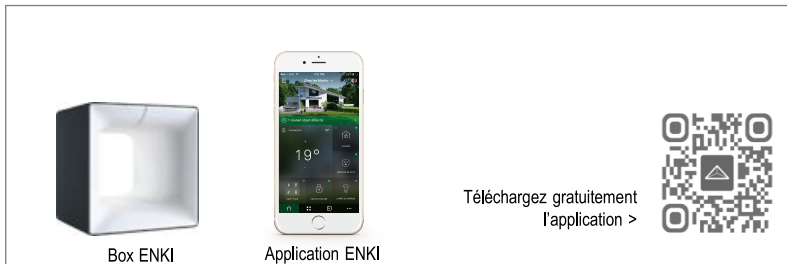 19°
Box ENKI
Application ENKI
Téléchargez gratuitement
l'application >